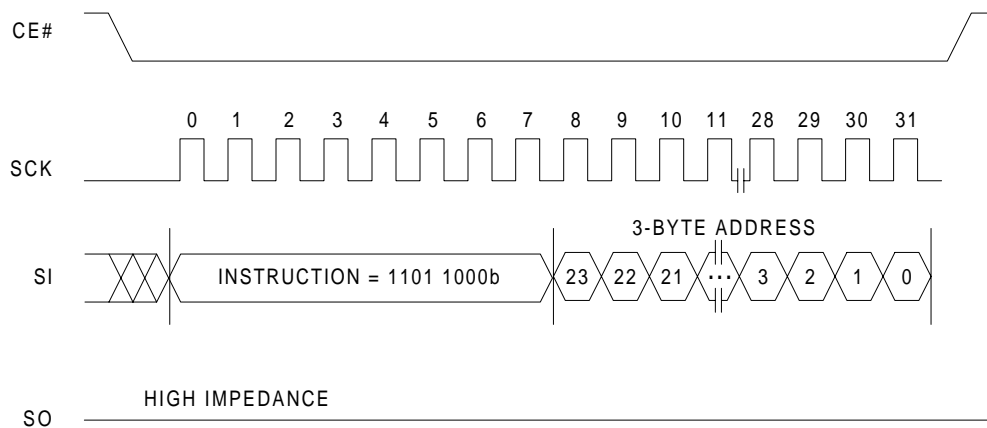 CE#
0 1 2 3 4 5 6 7 8 9 10 11 28 29 30 31
SCK
3-BYTE ADDRESS
SI INSTRUCTION = 1101 1000b 23 22 21 ... 3 2 1 0
HIGH IMPEDANCE
SO